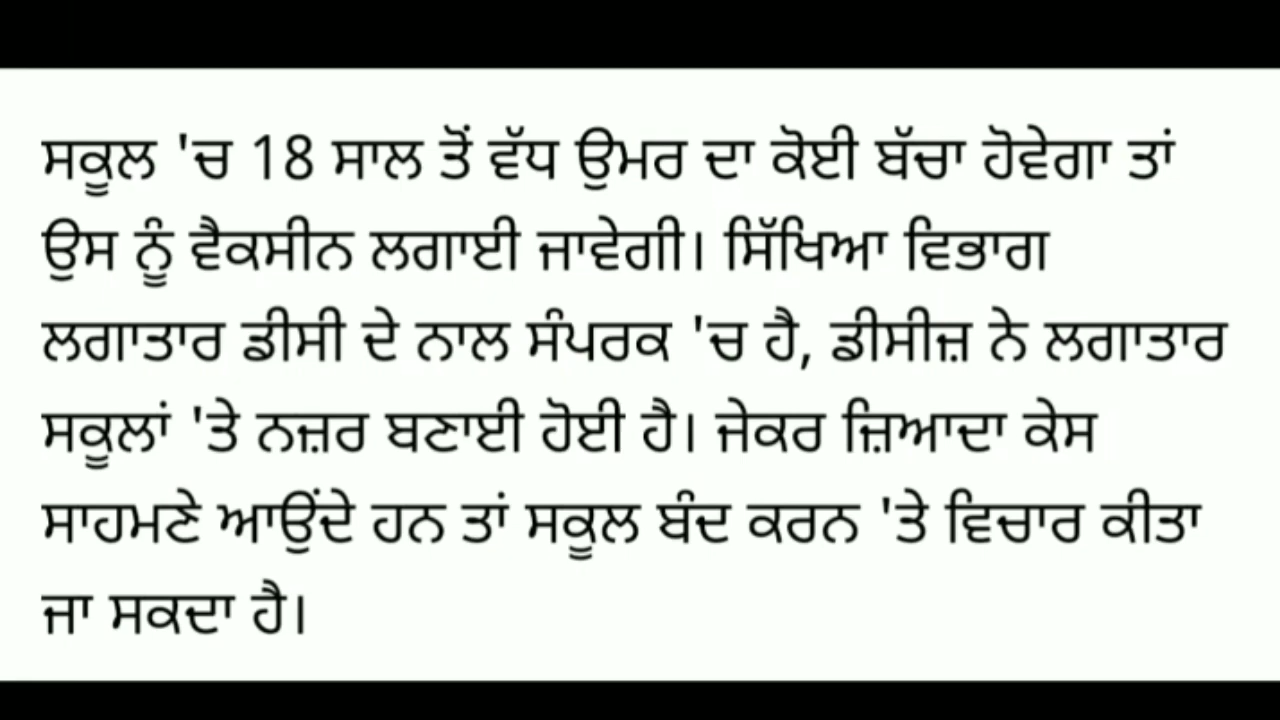 ਸਕੂਲ 'ਚ 18 ਸਾਲ ਤੋਂ ਵੱਧ ਉਮਰ ਦਾ ਕੋਈ ਬੱਚਾ ਹੋਵੇਗਾ ਤਾਂ
ਉਸ ਨੂੰ ਵੈਕਸੀਨ ਲਗਾਈ ਜਾਵੇਗੀ। ਸਿੱਖਿਆ ਵਿਭਾਗ
ਲਗਾਤਾਰ ਡੀਸੀ ਦੇ ਨਾਲ ਸੰਪਰਕ 'ਚ ਹੈ, ਡੀਸੀਜ਼ ਨੇ ਲਗਾਤਾਰ
ਸਕੂਲਾਂ 'ਤੇ ਨਜ਼ਰ ਬਣਾਈ ਹੋਈ ਹੈ। ਜੇਕਰ ਜ਼ਿਆਦਾ ਕੇਸ
ਸਾਹਮਣੇ ਆਉਂਦੇ ਹਨ ਤਾਂ ਸਕੂਲ ਬੰਦ ਕਰਨ 'ਤੇ ਵਿਚਾਰ ਕੀਤਾ
ਜਾ ਸਕਦਾ ਹੈ।